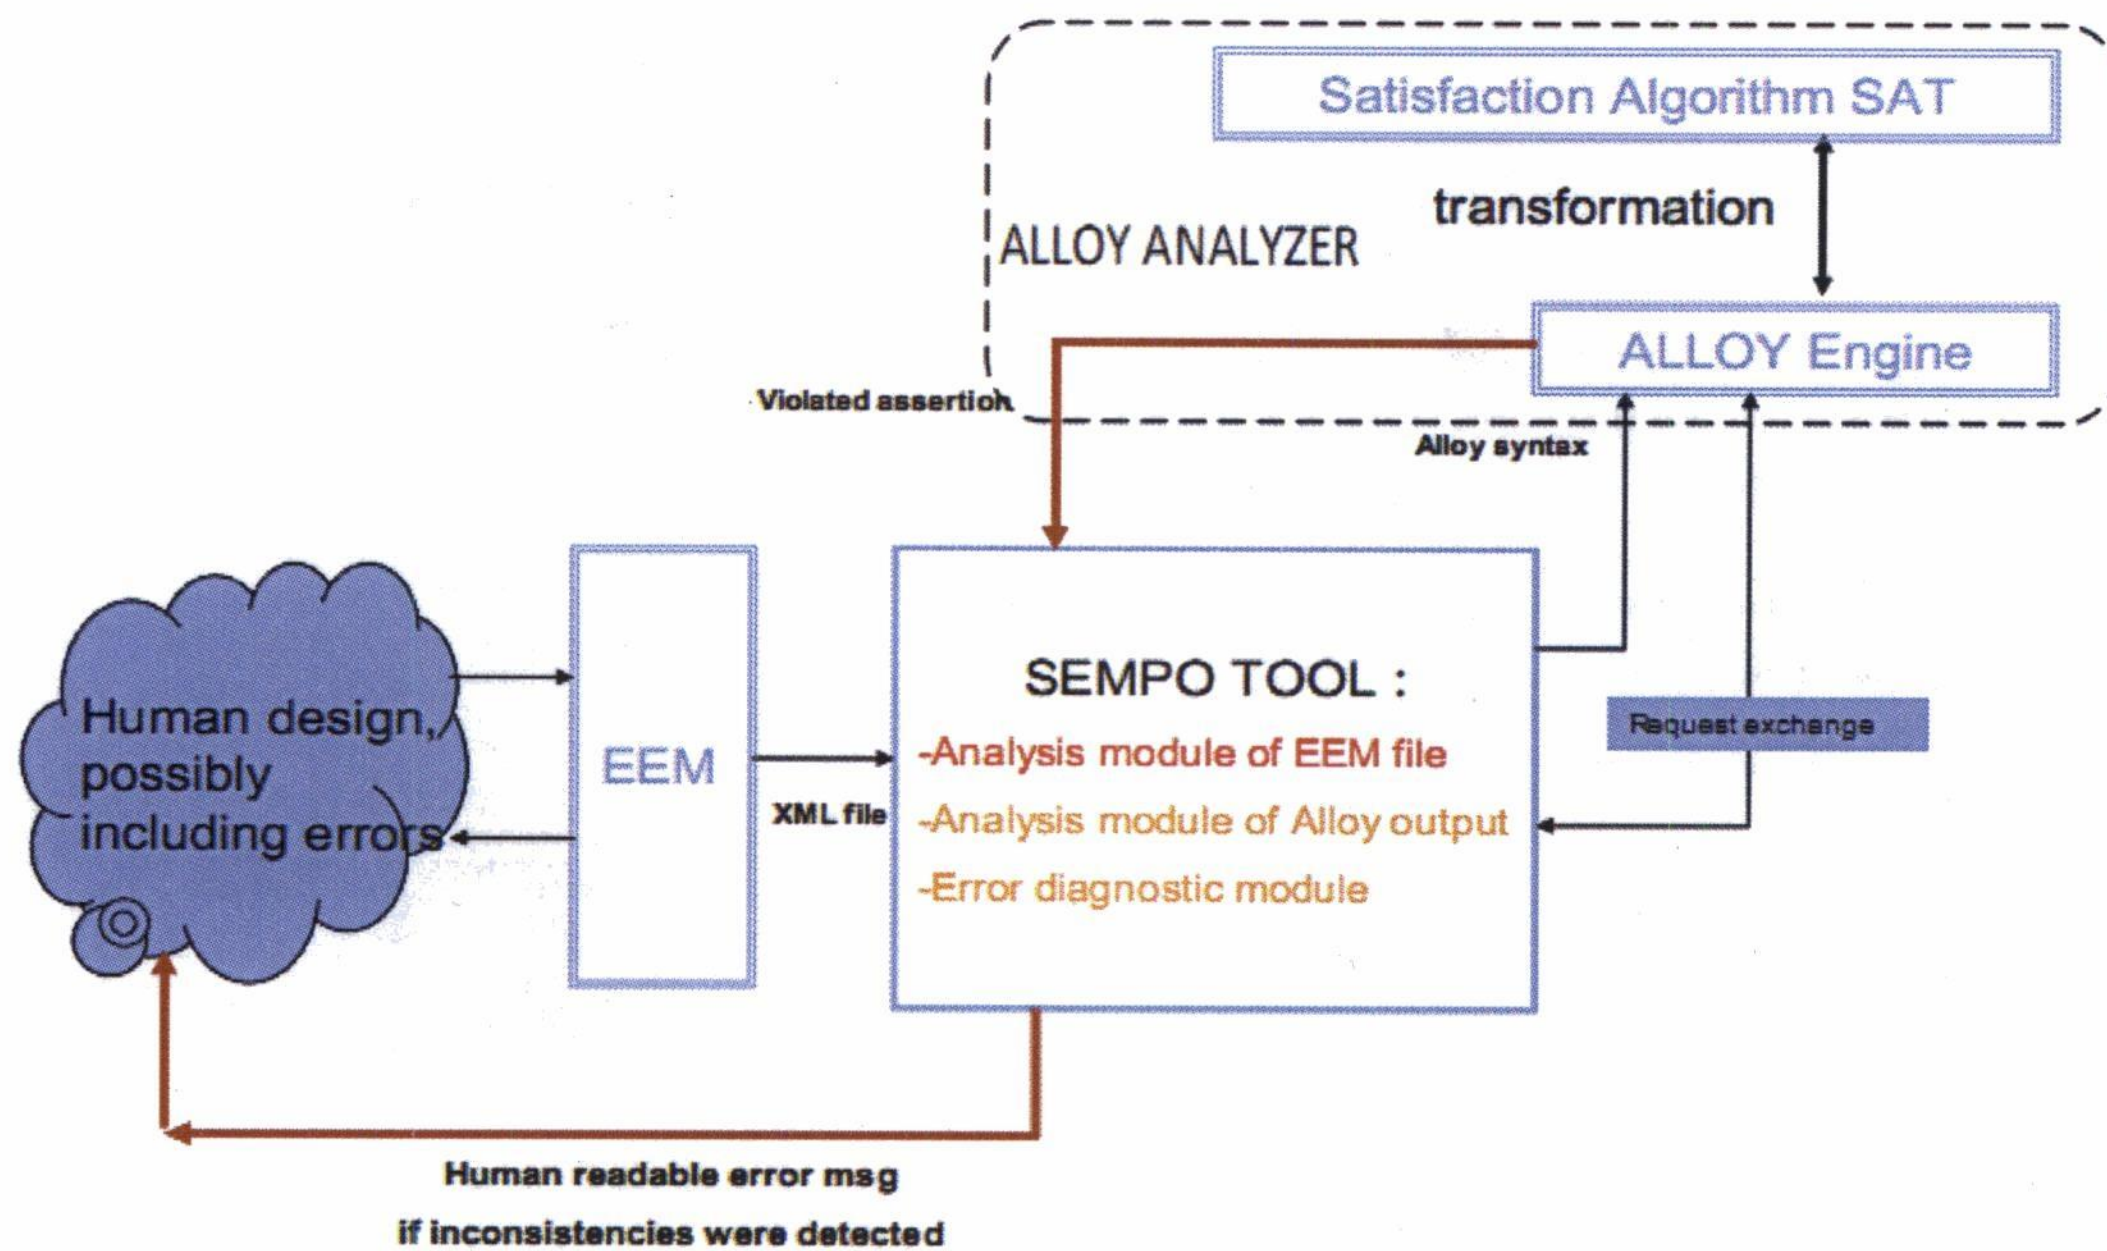 Satisfaction Algorithm SAT
transformation
ALLOY ANALYZER
ALLOY Engine
Violated assertion
Alloy syntax
Human design,
possibly
including errors
EEM
XML file
SEMPO TOOL :
-Analysis module of EEM file
-Analysis module of Alloy output
-Error diagnostic module
Request exchange
Human readable error msg
if inconsistencies were detected